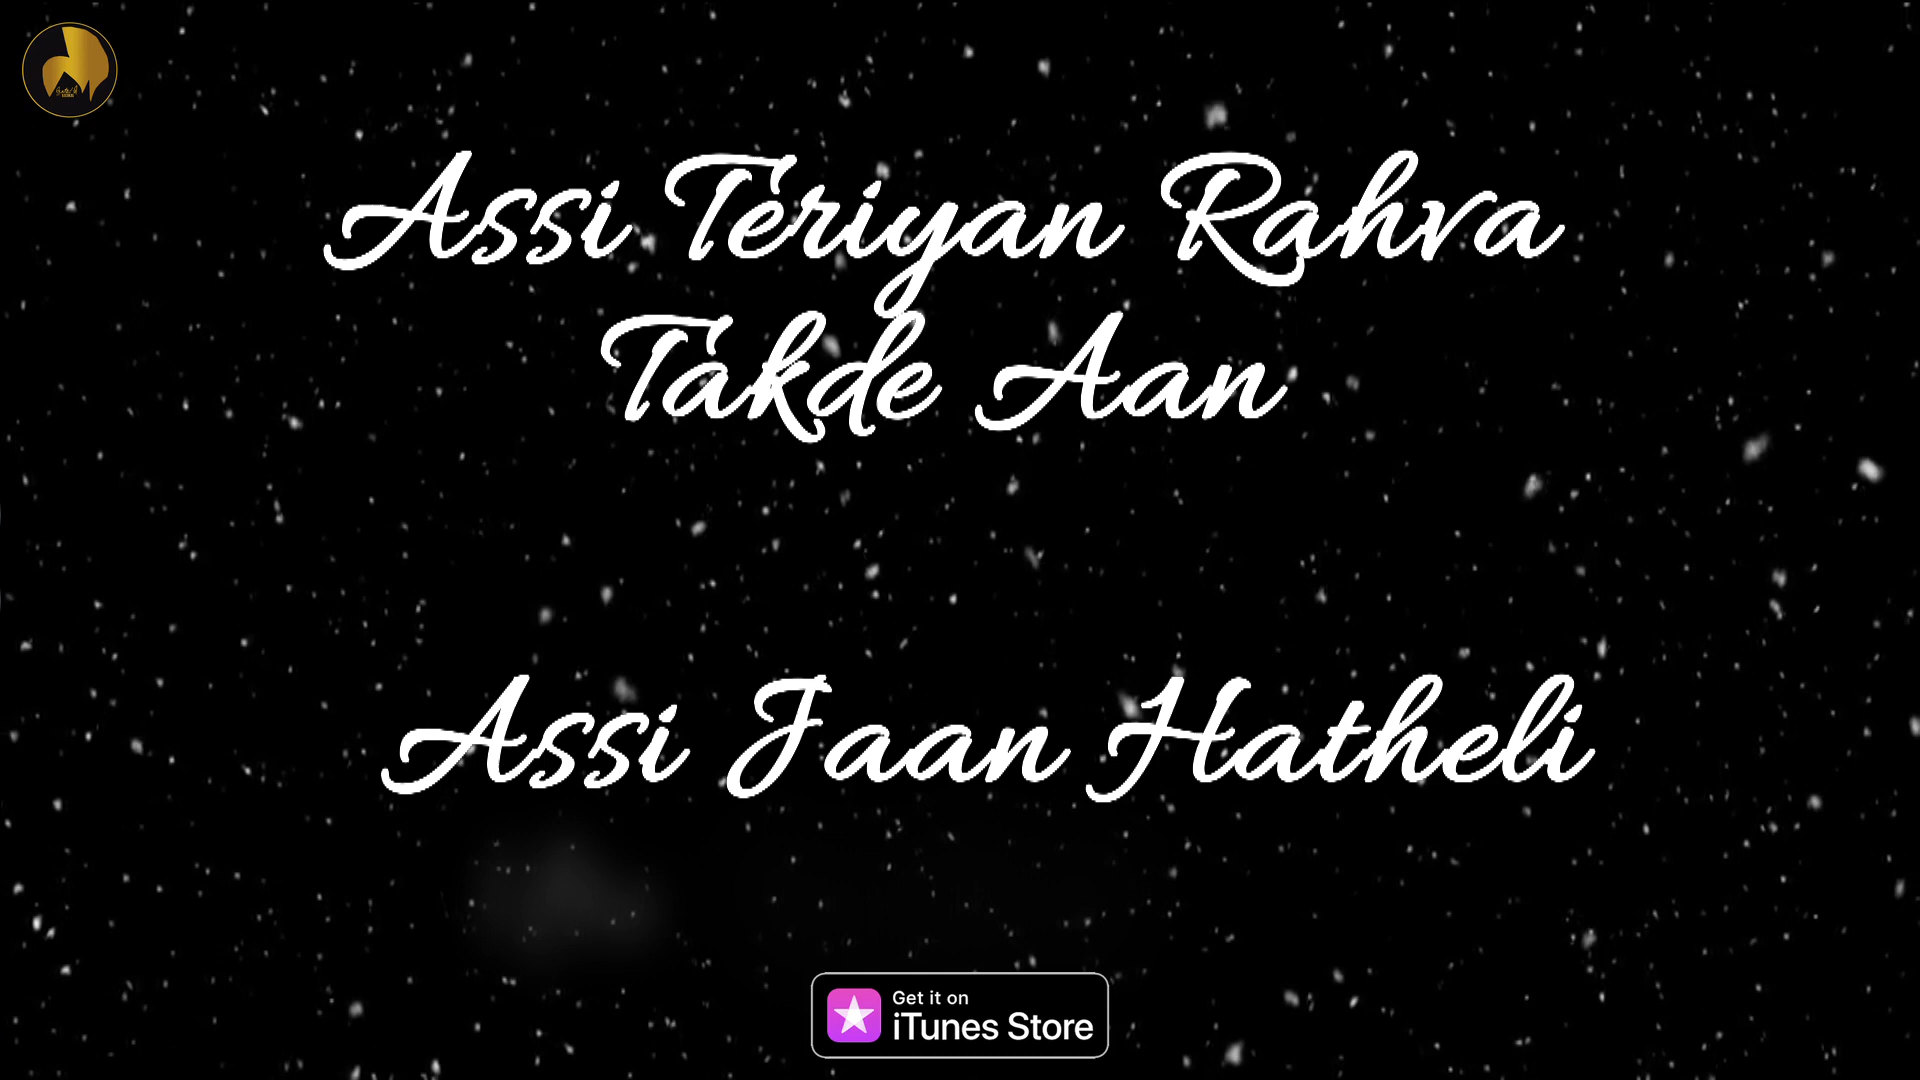 Assi Teriyan Rahva
Takde Aan
Assi Jaan Hatheli
Get it on
iTunes Store